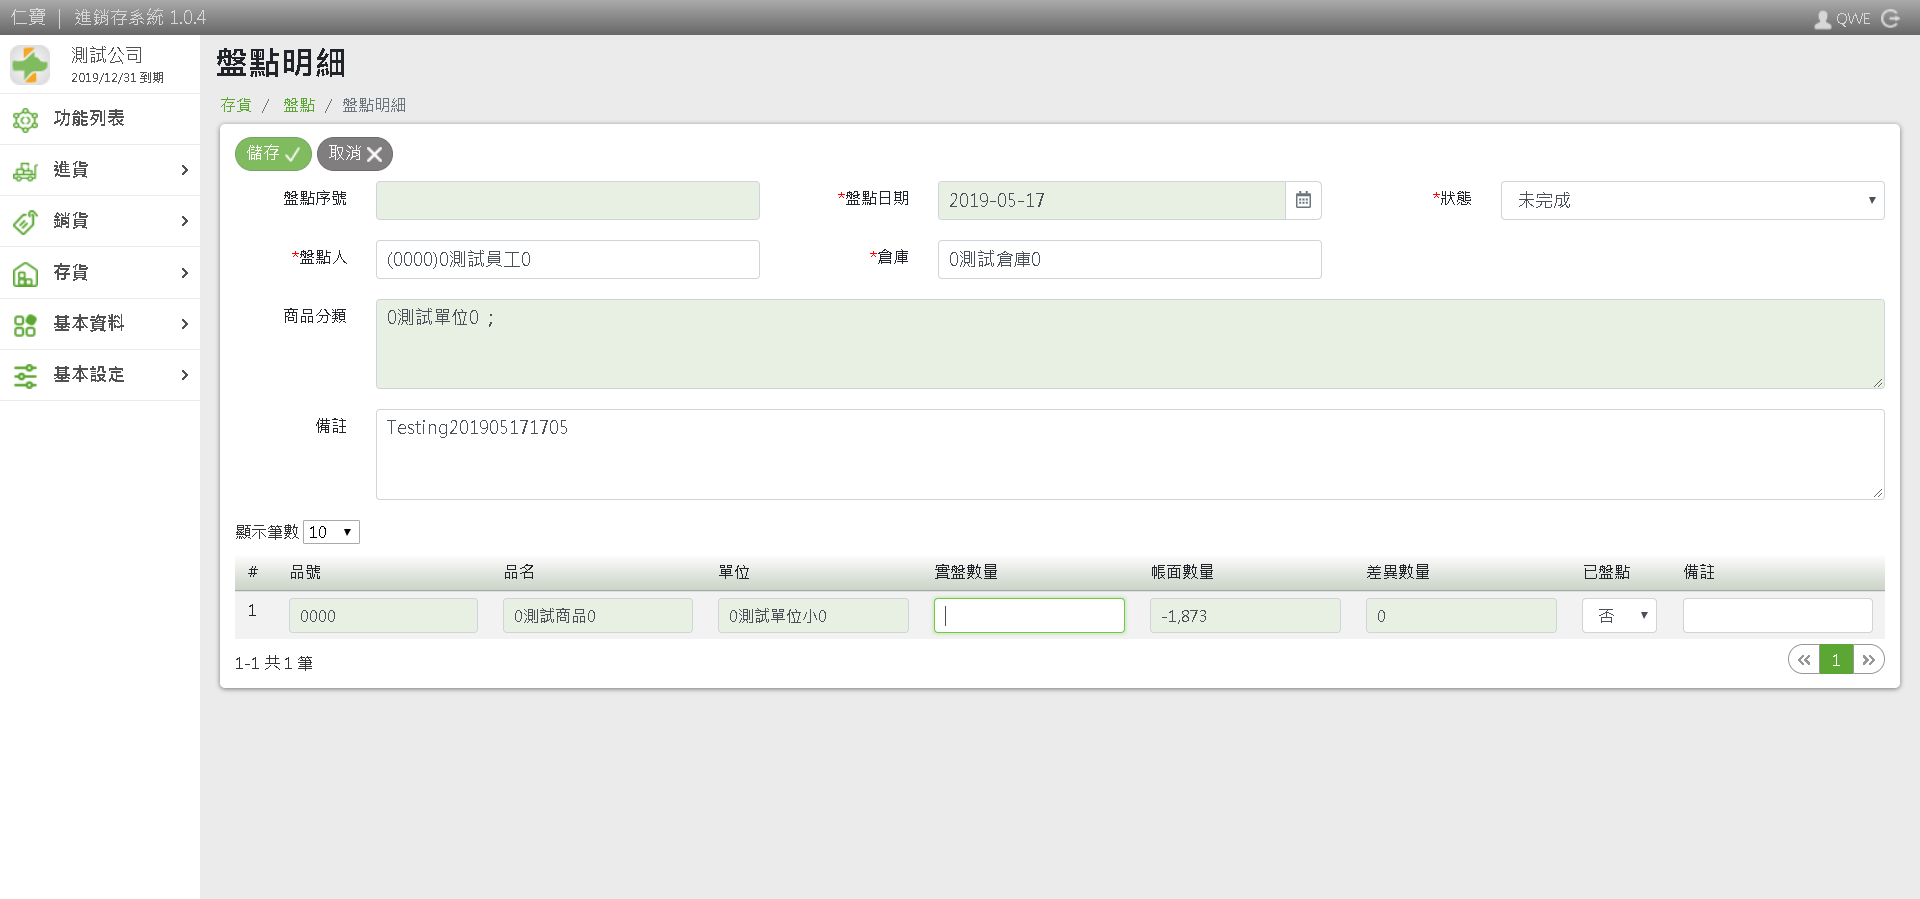 仁寶 | 進銷存系統 1.0.4
QWE
測試公司
2019/12/31 到期
功能列表
進貨
銷貨
存貨
基本資料
基本設定
盤點明細
存貨 / 盤點 / 盤點明細
儲存
取消
盤點序號
*盤點日期 2019-05-17
*狀態 未完成
*盤點人 (0000)0測試員工0
*倉庫 0測試倉庫0
商品分類 0測試單位0 ;
備註 Testing201905171705
顯示筆數 10
# 品號 品名 單位 實盤數量 帳面數量 差異數量 已盤點 備註
1 0000 0測試商品0 0測試單位小0 -1,873 0 否
1-1 共 1 筆
« 1 »